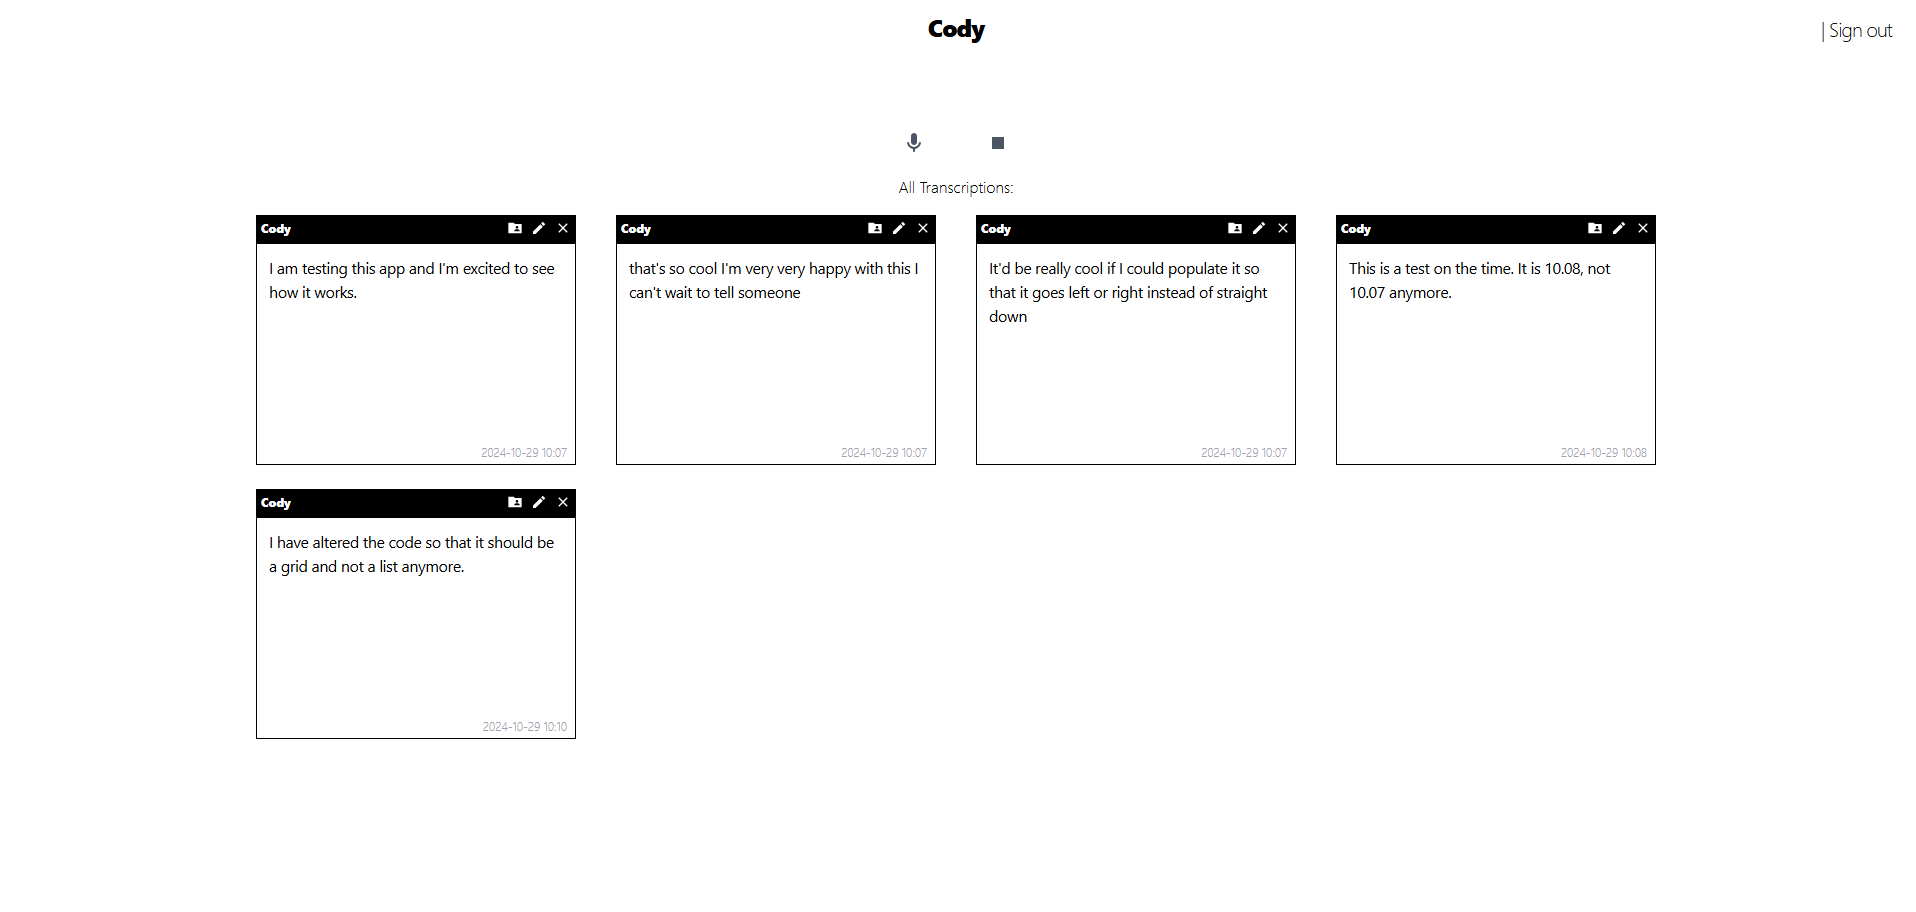 Cody
| Sign out
All Transcriptions:
Cody
I am testing this app and I'm excited to see
how it works.
2024-10-29 10:07
Cody
that's so cool I'm very very happy with this I
can't wait to tell someone
2024-10-29 10:07
Cody
It'd be really cool if I could populate it so
that it goes left or right instead of straight
down
2024-10-29 10:07
Cody
This is a test on the time. It is 10.08, not
10.07 anymore.
2024-10-29 10:08
Cody
I have altered the code so that it should be
a grid and not a list anymore.
2024-10-29 10:10